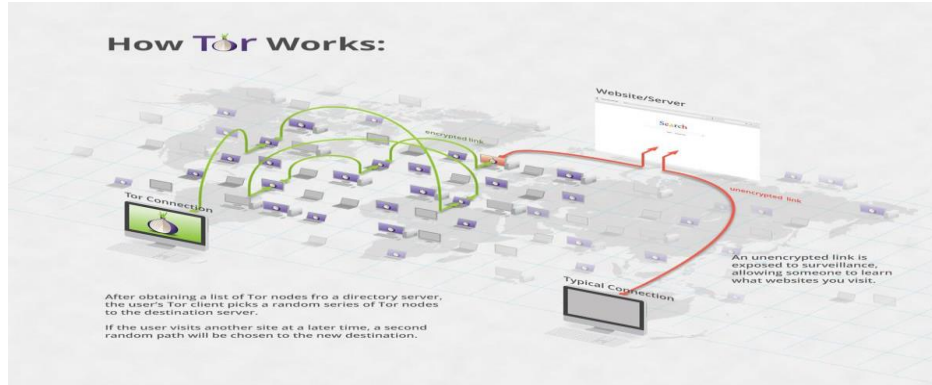 How Tor Works:
Website/Server
Search
encrypted link
Tor Connection
unencrypted link
An unencrypted link is
exposed to surveillance,
allowing someone to learn
what websites you visit.
Typical Connection
After obtaining a list of Tor nodes fro a directory server,
the user's Tor client picks a random series of Tor nodes
to the destination server.
If the user visits another site at a later time, a second
random path will be chosen to the new destination.